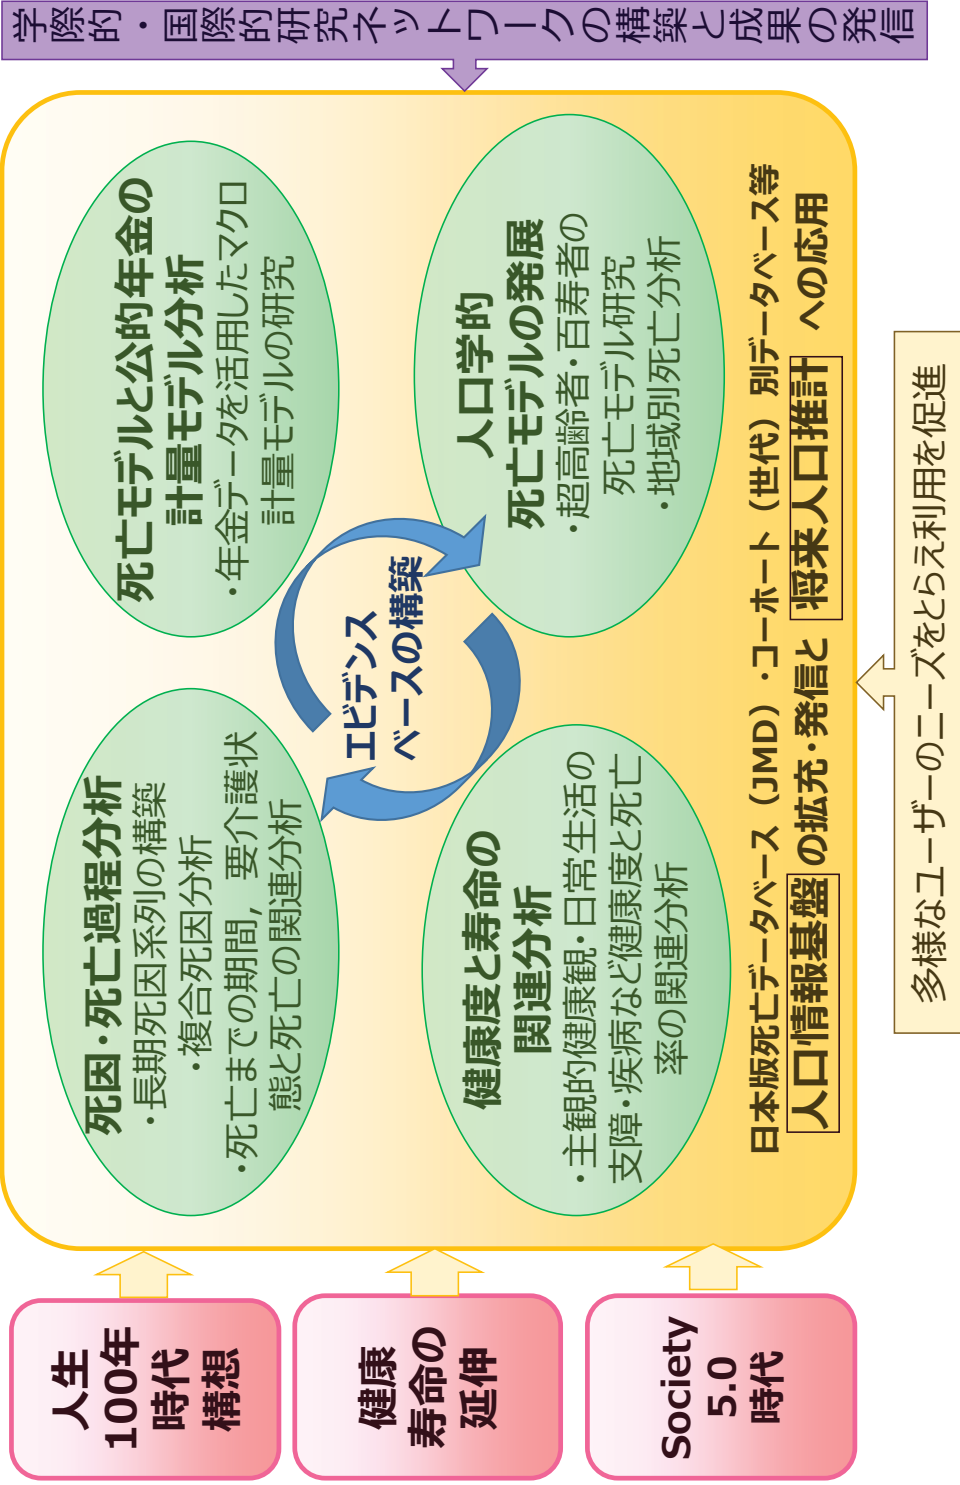 人生
100年
時代
構想
健康
寿命の
延伸
Society
5.0
時代
死因・死亡過程分析
・長期死因系列の構築
・複合死因分析
・死亡までの期間，要介護状
態と死亡の関連分析
死亡モデルと公的年金の
計量モデル分析
・年金データを活用したマクロ
計量モデルの研究
エビデンス
ベースの構築
健康度と寿命の
関連分析
・主観的健康観・日常生活の
支障・疾病など健康度と死亡
率の関連分析
人口学的
死亡モデルの発展
・超高齢者・百寿者の
死亡モデル研究
・地域別死亡分析
日本版死亡データベース（JMD）・コーホート（世代）別データベース等
人口情報基盤の拡充・発信と 将来人口推計 への応用
学際的・国際的研究ネットワークの構築と成果の発信
多様なユーザーのニーズをとらえ利用を促進